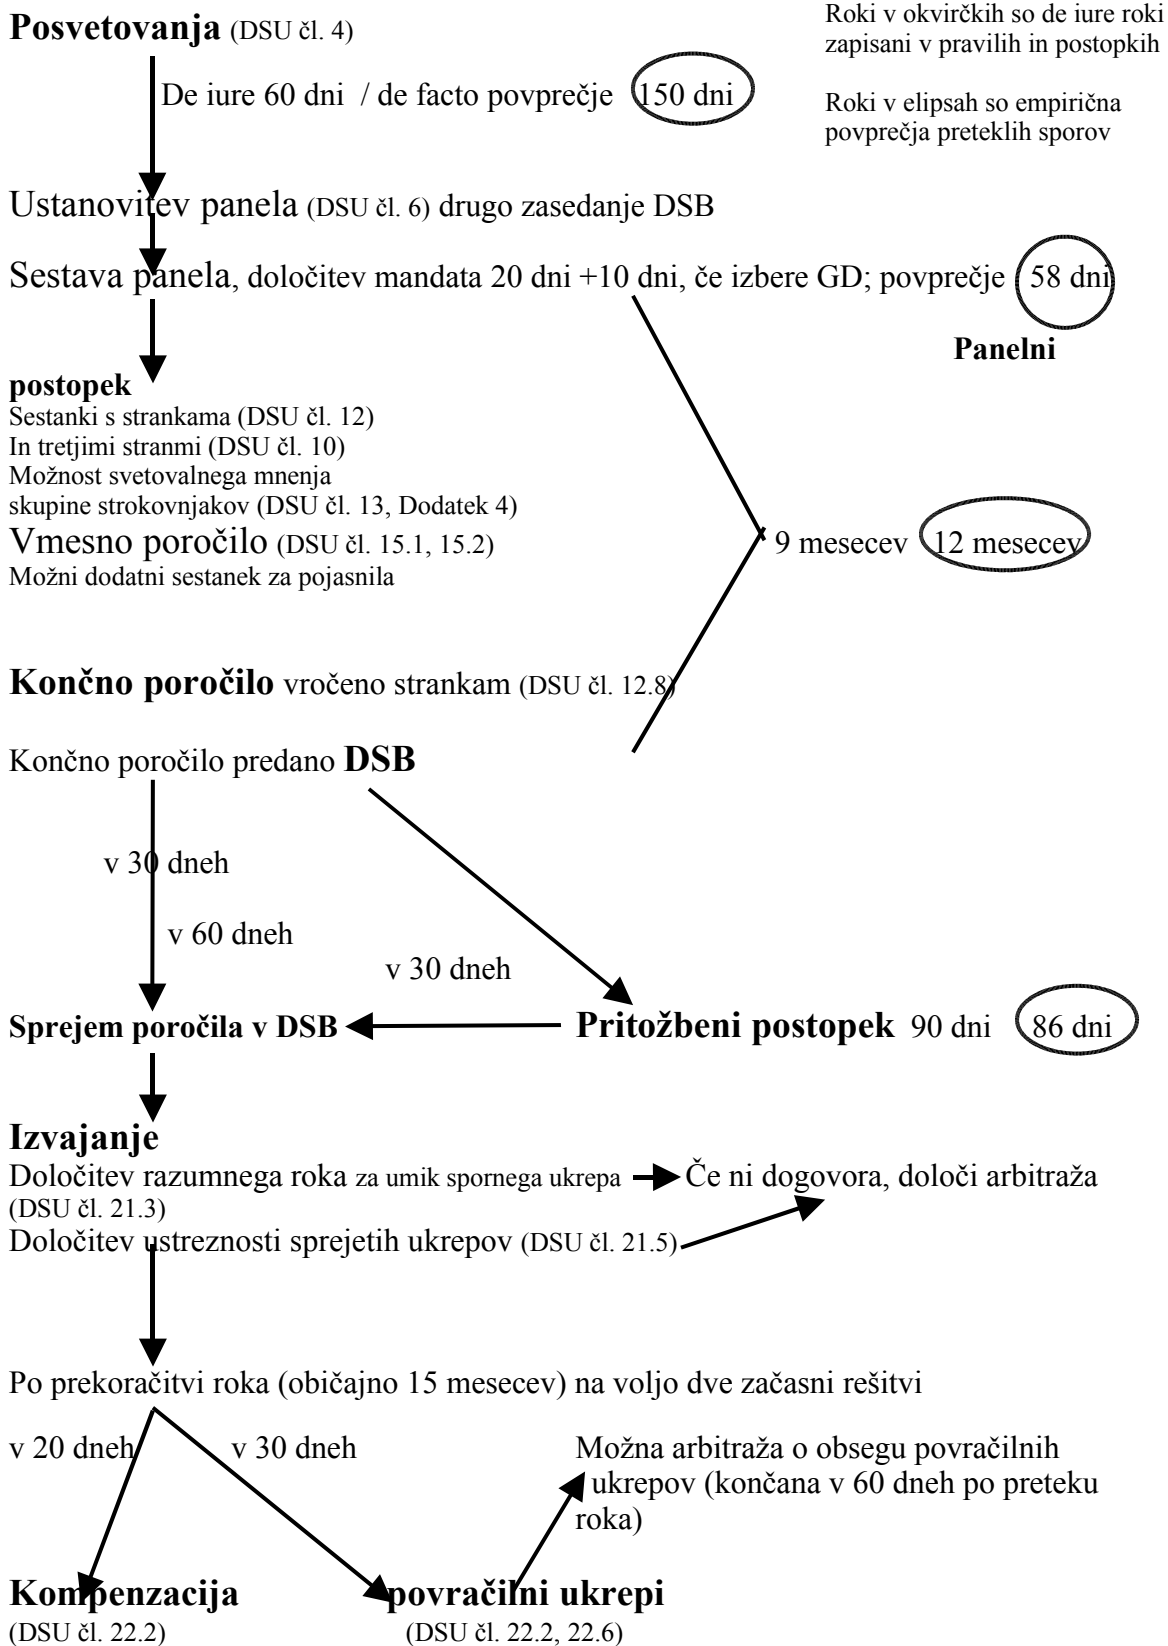 Roki v okvirčkih so de iure roki
zapisani v pravilih in postopkih
Roki v elipsah so empirična
povprečja preteklih sporov
Posvetovanja (DSU čl. 4)
De iure 60 dni / de facto povprečje 150 dni
Ustanovitev panela (DSU čl. 6) drugo zasedanje DSB
Sestava panela, določitev mandata 20 dni +10 dni, če izbere GD; povprečje 58 dni
Panelni
postopek
Sestanki s strankama (DSU čl. 12)
In tretjimi stranmi (DSU čl. 10)
Možnost svetovalnega mnenja
skupine strokovnjakov (DSU čl. 13, Dodatek 4)
Vmesno poročilo (DSU čl. 15.1, 15.2)
9 mesecev 12 mesecev
Možni dodatni sestanek za pojasnila
Končno poročilo vročeno strankam (DSU čl. 12.8)
Končno poročilo predano DSB
v 30 dneh
v 60 dneh
v 30 dneh
Sprejem poročila v DSB
Pritožbeni postopek 90 dni 86 dni
Izvajanje
Določitev razumnega roka za umik spornega ukrepa Če ni dogovora, določi arbitraža
(DSU čl. 21.3)
Določitev ustreznosti sprejetih ukrepov (DSU čl. 21.5)
Po prekoračitvi roka (običajno 15 mesecev) na voljo dve začasni rešitvi
v 20 dneh v 30 dneh
Možna arbitraža o obsegu povračilnih
ukrepov (končana v 60 dneh po preteku
roka)
Kompenzacija povračilni ukrepi
(DSU čl. 22.2) (DSU čl. 22.2, 22.6)